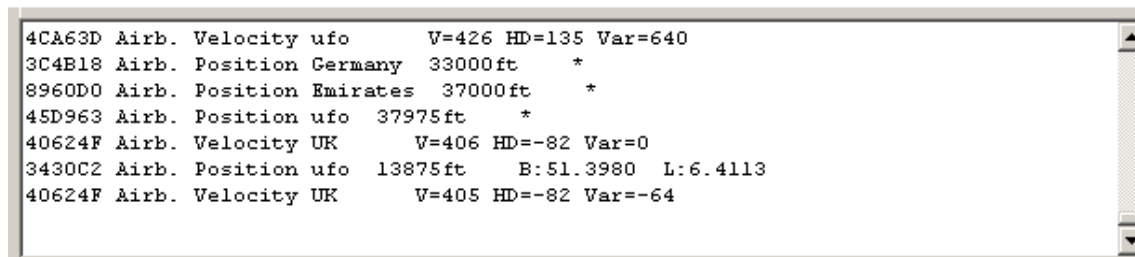 4CA63D Airb. Velocity ufo V=426 HD=135 Var=640
3C4B18 Airb. Position Germany 33000ft *
8960D0 Airb. Position Emirates 37000ft *
45D963 Airb. Position ufo 37975ft *
40624F Airb. Velocity UK V=406 HD=-82 Var=0
3430C2 Airb. Position ufo 13875ft B:51.3980 L:6.4113
40624F Airb. Velocity UK V=405 HD=-82 Var=-64